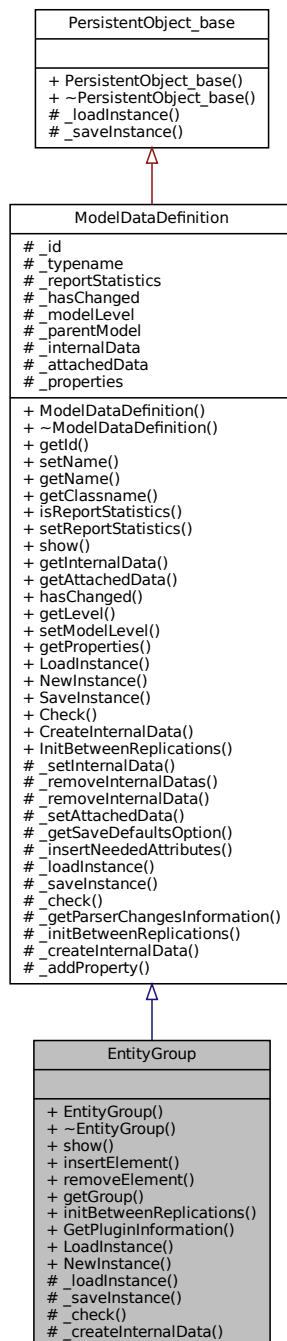 PersistentObject_base
+ PersistentObject_base()
+ ~PersistentObject_base()
# _loadInstance()
# _saveInstance()
ModelDataDefinition
# _id
# _typename
# _reportStatistics
# _hasChanged
# _modelLevel
# _parentModel
# _internalData
# _attachedData
# _properties
+ ModelDataDefinition()
+ ~ModelDataDefinition()
+ getId()
+ setName()
+ getName()
+ getClassname()
+ isReportStatistics()
+ setReportStatistics()
+ show()
+ getInternalData()
+ getAttachedData()
+ hasChanged()
+ getLevel()
+ setModelLevel()
+ getProperties()
+ LoadInstance()
+ NewInstance()
+ SaveInstance()
+ Check()
+ CreateInternalData()
+ InitBetweenReplications()
# _setInternalData()
# _removeInternalDatas()
# _removeInternalData()
# _setAttachedData()
# _getSaveDefaultsOption()
# _insertNeededAttributes()
# _loadInstance()
# _saveInstance()
# _check()
# _getParserChangesInformation()
# _initBetweenReplications()
# _createInternalData()
# _addProperty()
EntityGroup
+ EntityGroup()
+ ~EntityGroup()
+ show()
+ insertElement()
+ removeElement()
+ getGroup()
+ initBetweenReplications()
+ GetPluginInformation()
+ LoadInstance()
+ NewInstance()
# _loadInstance()
# _saveInstance()
# _check()
# _createInternalData()